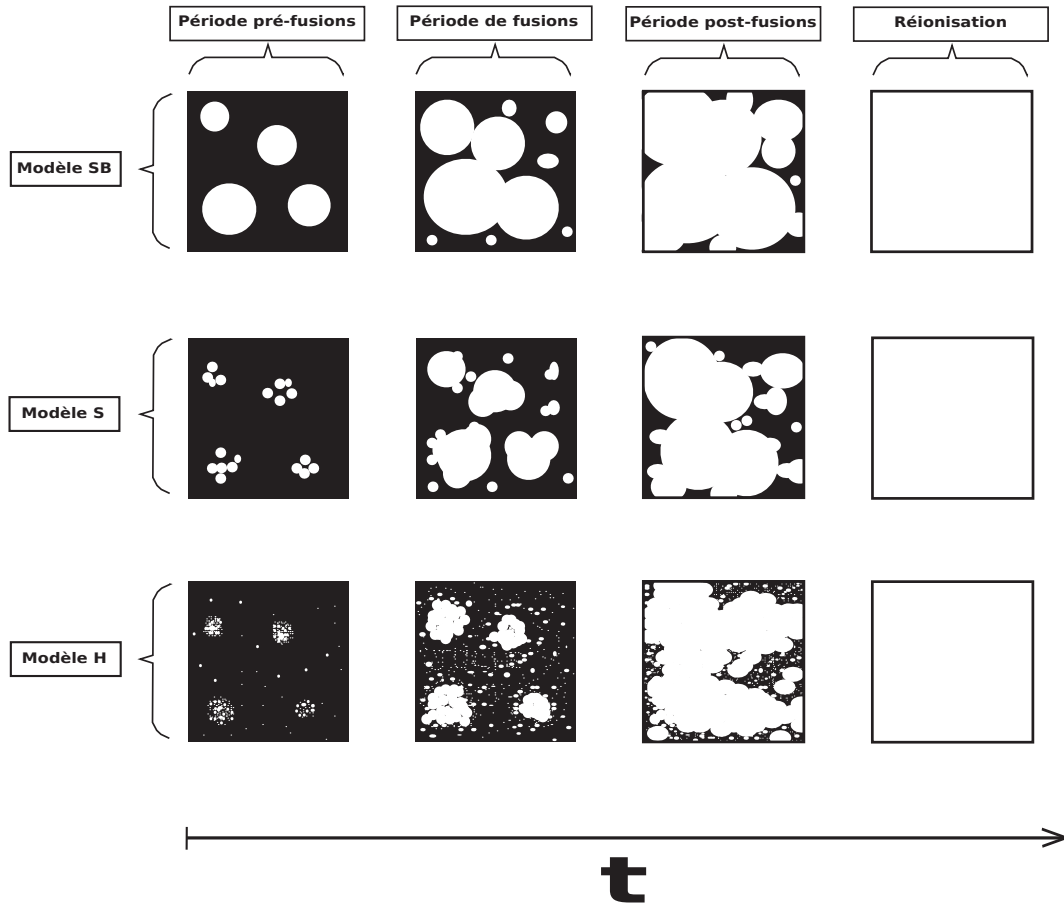 Période pré-fusions
Période de fusions
Période post-fusions
Réionisation
Modèle SB
Modèle S
Modèle H
t